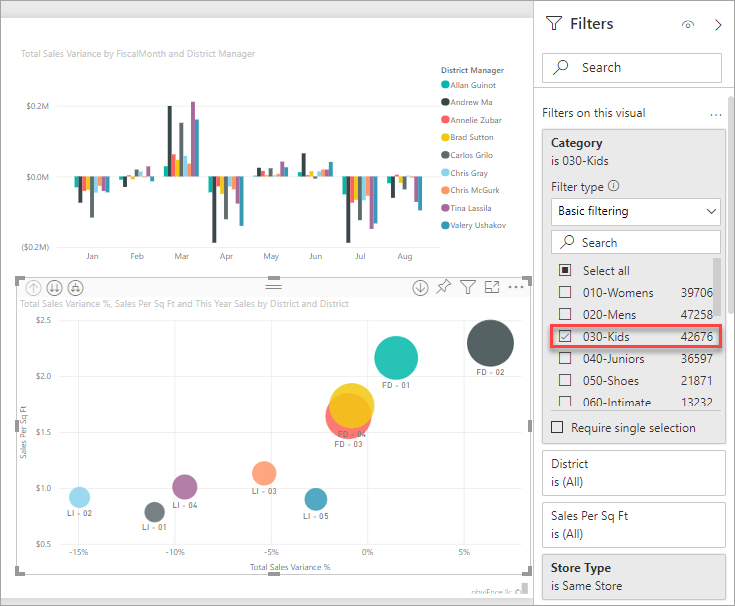 Total Sales Variance by FiscalMonth and District Manager
District Manager
Allan Guinot
Andrew Ma
Annelie Zubar
Brad Sutton
Carlos Grilo
Chris Gray
Chris McGurk
Tina Lassila
Valery Ushakov
$0.2M
$0.0M
($0.2M)
Jan Feb Mar Apr May Jun Jul Aug
Total Sales Variance %, Sales Per Sq Ft and This Year Sales by District and District
Sales Per Sq Ft
$2.5
$2.0
$1.5
$1.0
$0.5
FD - 02
FD - 01
FD - 04
FD - 03
LI - 03
LI - 04
LI - 02
LI - 05
LI - 01
-15% -10% -5% 0% 5%
Total Sales Variance %
obviEnce llc ©
Filters
Search
Filters on this visual
Category
is 030-Kids
Filter type
Basic filtering
Search
Select all
010-Womens 39706
020-Mens 47258
030-Kids 42676
040-Juniors 36597
050-Shoes 21871
060-Intimate 13232
Require single selection
District
is (All)
Sales Per Sq Ft
is (All)
Store Type
is Same Store